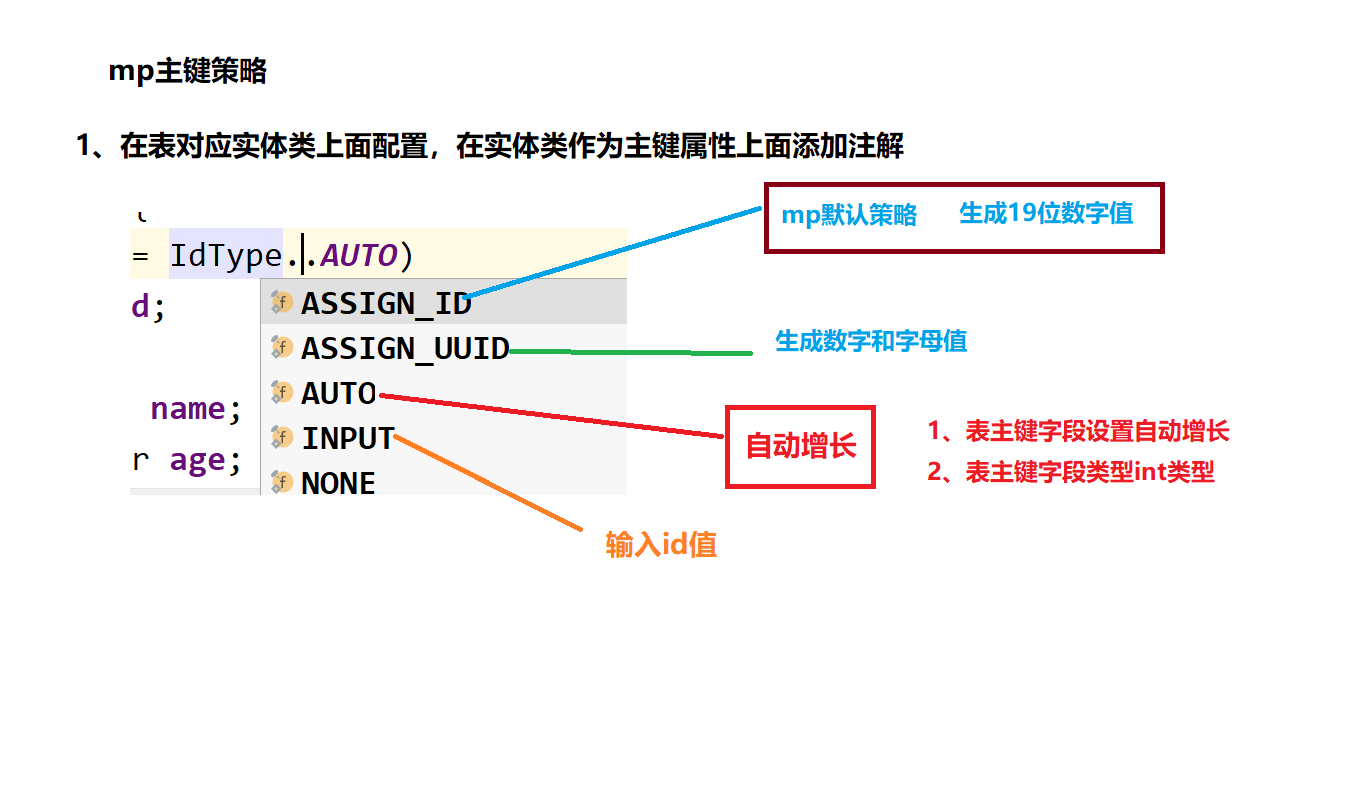 mp主键策略
1、在表对应实体类上面配置，在实体类作为主键属性上面添加注解
mp默认策略 生成19位数字值
= IdType..AUTO)
d;
ASSIGN_ID
ASSIGN_UUID
生成数字和字母值
AUTO
name;
自动增长
1、表主键字段设置自动增长
2、表主键字段类型int类型
INPUT
r age;
NONE
输入id值